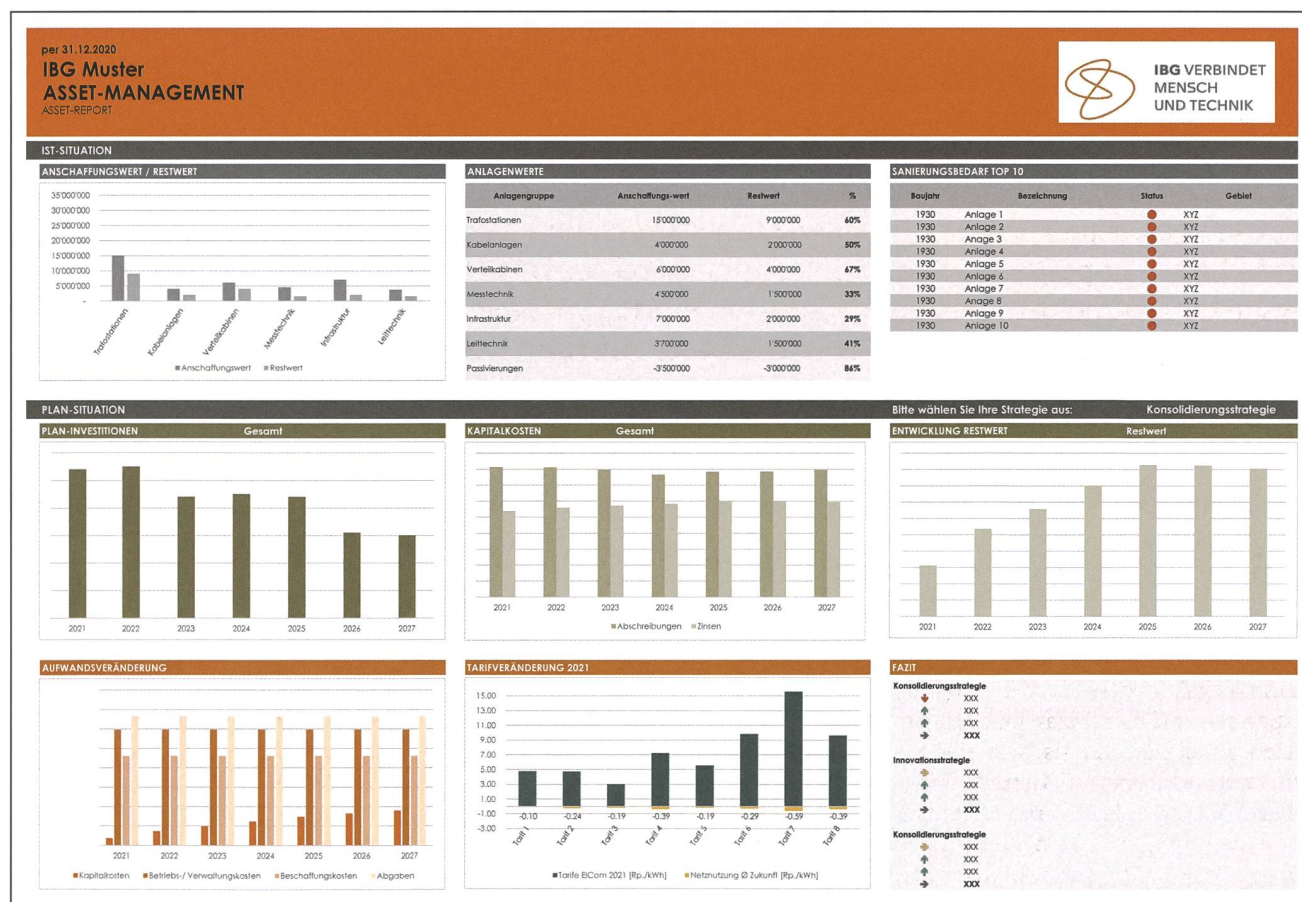 per 31.12.2020
IBG Muster
ASSET-MANAGEMENT
ASSET-REPORT
IBG VERBINDET
MENSCH
UND TECHNIK
IST-SITUATION
ANSCHAFFUNGSWERT / RESTWERT
35'000'000
30'000'000
25'000'000
20'000'000
15'000'000
10'000'000
5'000'000
-
Trafostationen
Kabelanlagen
Verteilkabinen
Messtechnik
Infrastruktur
Leittechnik
Anschaffungswert Restwert
ANLAGENWERTE
Anlagengruppe Anschaffungs-wert Restwert %
Trafostationen 15'000'000 9'000'000 60%
Kabelanlagen 4'000'000 2'000'000 50%
Verteilkabinen 6'000'000 4'000'000 67%
Messtechnik 4'500'000 1'500'000 33%
Infrastruktur 7'000'000 2'000'000 29%
Leittechnik 3'700'000 1'500'000 41%
Passivierungen -3'500'000 -3'000'000 86%
SANIERUNGSBEDARF TOP 10
Baujahr Bezeichnung Status Gebiet
1930 Anlage 1 XYZ
1930 Anlage 2 XYZ
1930 Anage 3 XYZ
1930 Anlage 4 XYZ
1930 Anlage 5 XYZ
1930 Anlage 6 XYZ
1930 Anlage 7 XYZ
1930 Anage 8 XYZ
1930 Anlage 9 XYZ
1930 Anlage 10 XYZ
PLAN-SITUATION Bitte wählen Sie Ihre Strategie aus: Konsolidierungsstrategie
PLAN-INVESTITIONEN Gesamt
2021 2022 2023 2024 2025 2026 2027
KAPITALKOSTEN Gesamt
2021 2022 2023 2024 2025 2026 2027
Abschreibungen Zinsen
ENTWICKLUNG RESTWERT Restwert
2021 2022 2023 2024 2025 2026 2027
AUFWANDSVERÄNDERUNG
2021 2022 2023 2024 2025 2026 2027
Kapitalkosten Betriebs-/ Verwaltungskosten Beschaffungskosten Abgaben
TARIFVERÄNDERUNG 2021
15.00
13.00
11.00
9.00
7.00
5.00
3.00
1.00
-1.00
-3.00
-0.10 -0.24 -0.19 -0.39 -0.19 -0.29 -0.59 -0.39
Tarif 1 Tarif 2 Tarif 3 Tarif 4 Tarif 5 Tarif 6 Tarif 7 Tarif 8
Tarife ElCom 2021 [Rp./kWh] Netznutzung Ø Zukunft [Rp./kWh]
FAZIT
Konsolidierungsstrategie
XXX
XXX
XXX
XXX
Innovationsstrategie
XXX
XXX
XXX
XXX
Konsolidierungsstrategie
XXX
XXX
XXX
XXX